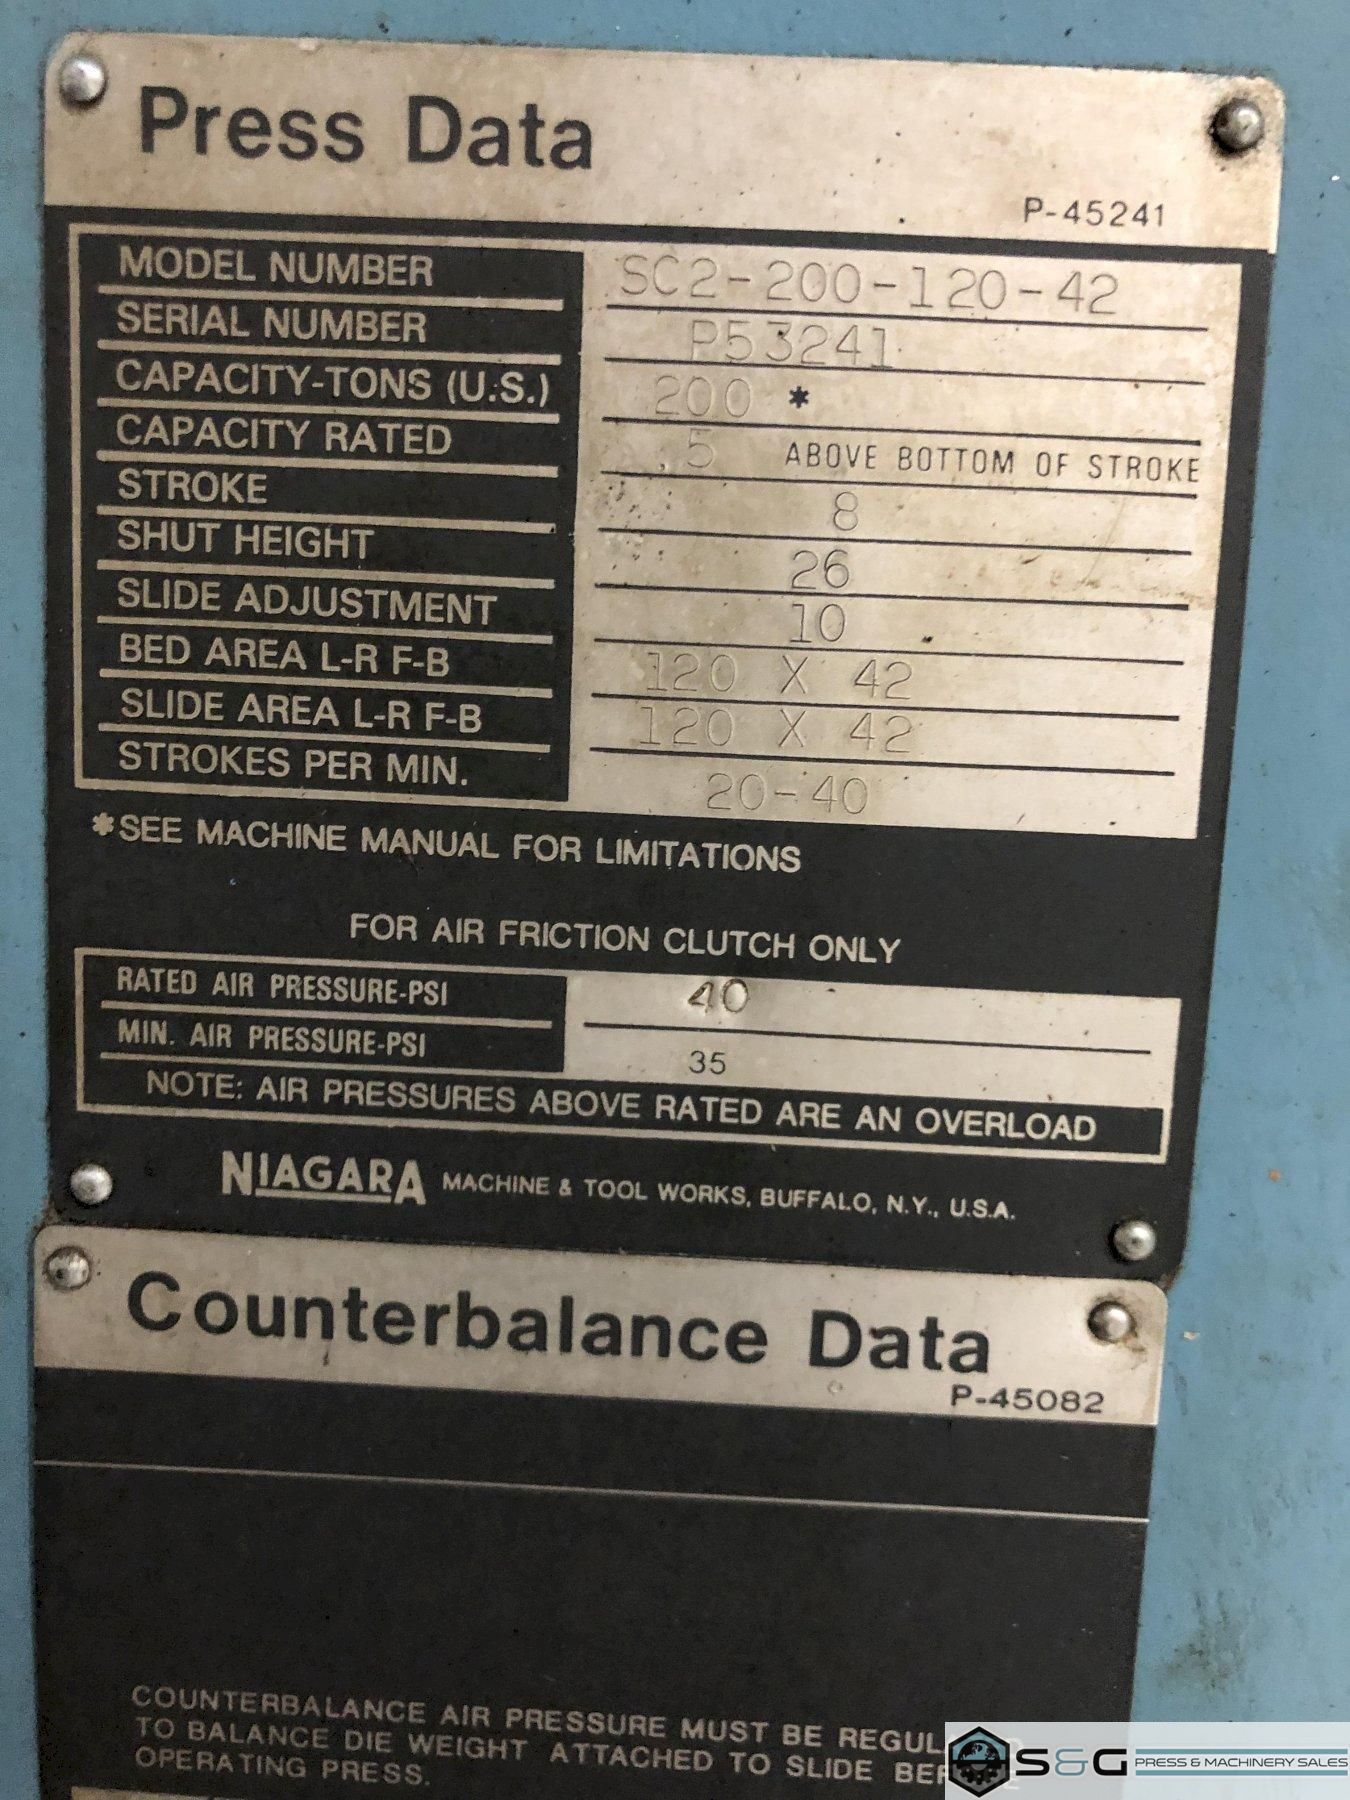 Press Data
P-45241
MODEL NUMBER SC2-200-120-42
SERIAL NUMBER P53241
CAPACITY-TONS (U.S.) 200 *
CAPACITY RATED .5 ABOVE BOTTOM OF STROKE
STROKE 8
SHUT HEIGHT 26
SLIDE ADJUSTMENT 10
BED AREA L-R F-B 120 X 42
SLIDE AREA L-R F-B 120 X 42
STROKES PER MIN. 20-40
*SEE MACHINE MANUAL FOR LIMITATIONS
FOR AIR FRICTION CLUTCH ONLY
RATED AIR PRESSURE-PSI 40
MIN. AIR PRESSURE-PSI 35
NOTE: AIR PRESSURES ABOVE RATED ARE AN OVERLOAD
NIAGARA MACHINE & TOOL WORKS, BUFFALO, N.Y., U.S.A.
Counterbalance Data
P-45082
COUNTERBALANCE AIR PRESSURE MUST BE
TO BALANCE DIE WEIGHT ATTACHED TO SLIDE
OPERATING PRESS.
S&G PRESS & MACHINERY SALES